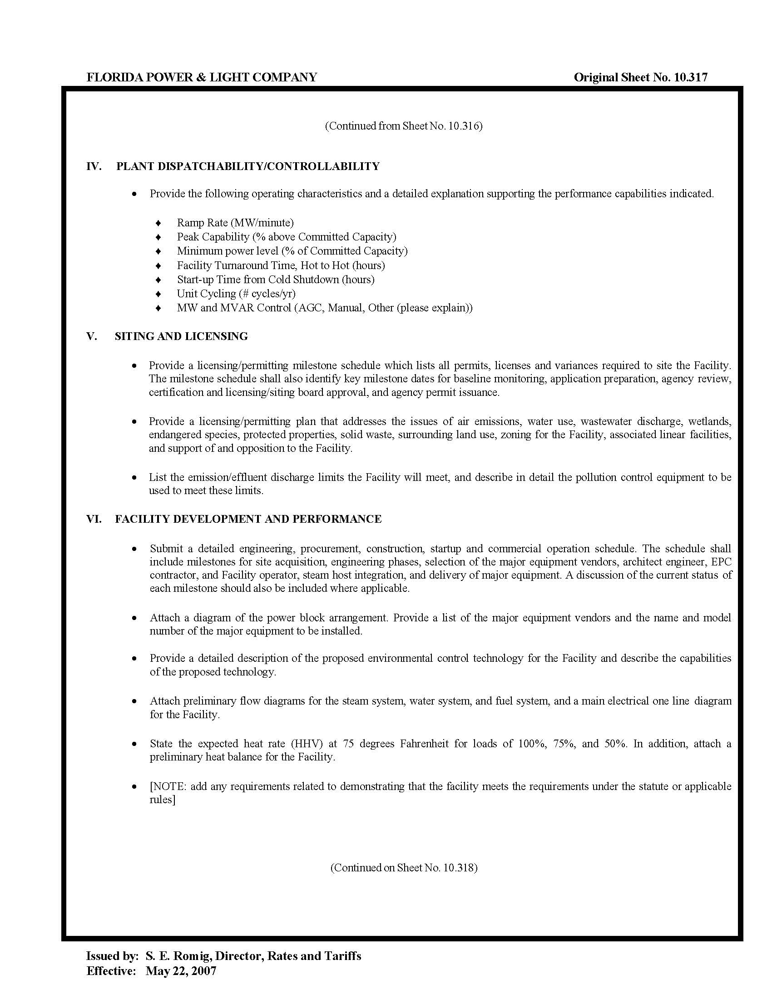 FLORIDA POWER & LIGHT COMPANY Original Sheet No. 10.317
(Continued from Sheet No. 10.316)
IV. PLANT DISPATCHABILITY/CONTROLLABILITY
• Provide the following operating characteristics and a detailed explanation supporting the performance capabilities indicated.
♦ Ramp Rate (MW/minute)
♦ Peak Capability (% above Committed Capacity)
♦ Minimum power level (% of Committed Capacity)
♦ Facility Turnaround Time, Hot to Hot (hours)
♦ Start-up Time from Cold Shutdown (hours)
♦ Unit Cycling (# cycles/yr)
♦ MW and MVAR Control (AGC, Manual, Other (please explain))
V. SITING AND LICENSING
• Provide a licensing/permitting milestone schedule which lists all permits, licenses and variances required to site the Facility.
The milestone schedule shall also identify key milestone dates for baseline monitoring, application preparation, agency review,
certification and licensing/siting board approval, and agency permit issuance.
• Provide a licensing/permitting plan that addresses the issues of air emissions, water use, wastewater discharge, wetlands,
endangered species, protected properties, solid waste, surrounding land use, zoning for the Facility, associated linear facilities,
and support of and opposition to the Facility.
• List the emission/effluent discharge limits the Facility will meet, and describe in detail the pollution control equipment to be
used to meet these limits.
VI. FACILITY DEVELOPMENT AND PERFORMANCE
• Submit a detailed engineering, procurement, construction, startup and commercial operation schedule. The schedule shall
include milestones for site acquisition, engineering phases, selection of the major equipment vendors, architect engineer, EPC
contractor, and Facility operator, steam host integration, and delivery of major equipment. A discussion of the current status of
each milestone should also be included where applicable.
• Attach a diagram of the power block arrangement. Provide a list of the major equipment vendors and the name and model
number of the major equipment to be installed.
• Provide a detailed description of the proposed environmental control technology for the Facility and describe the capabilities
of the proposed technology.
• Attach preliminary flow diagrams for the steam system, water system, and fuel system, and a main electrical one line diagram
for the Facility.
• State the expected heat rate (HHV) at 75 degrees Fahrenheit for loads of 100%, 75%, and 50%. In addition, attach a
preliminary heat balance for the Facility.
• [NOTE: add any requirements related to demonstrating that the facility meets the requirements under the statute or applicable
rules]
(Continued on Sheet No. 10.318)
Issued by: S. E. Romig, Director, Rates and Tariffs
Effective: May 22, 2007